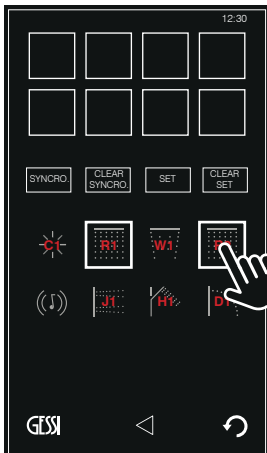 12:30
SYNCRO.
CLEAR
SYNCRO.
SET
CLEAR
SET
C1
R1
W1
J1
H1
D1
GESSI